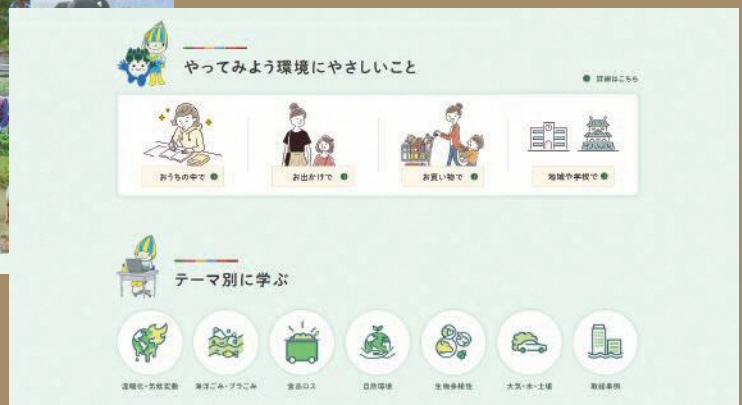 やってみよう環境にやさしいこと
詳細はこちら
おうちの中で
お出かけで
お買い物で
地域や学校で
テーマ別に学ぶ
温暖化・気候変動
海洋ごみ・プラごみ
食品ロス
自然環境
生物多様性
大気・水・土壌
取組事例